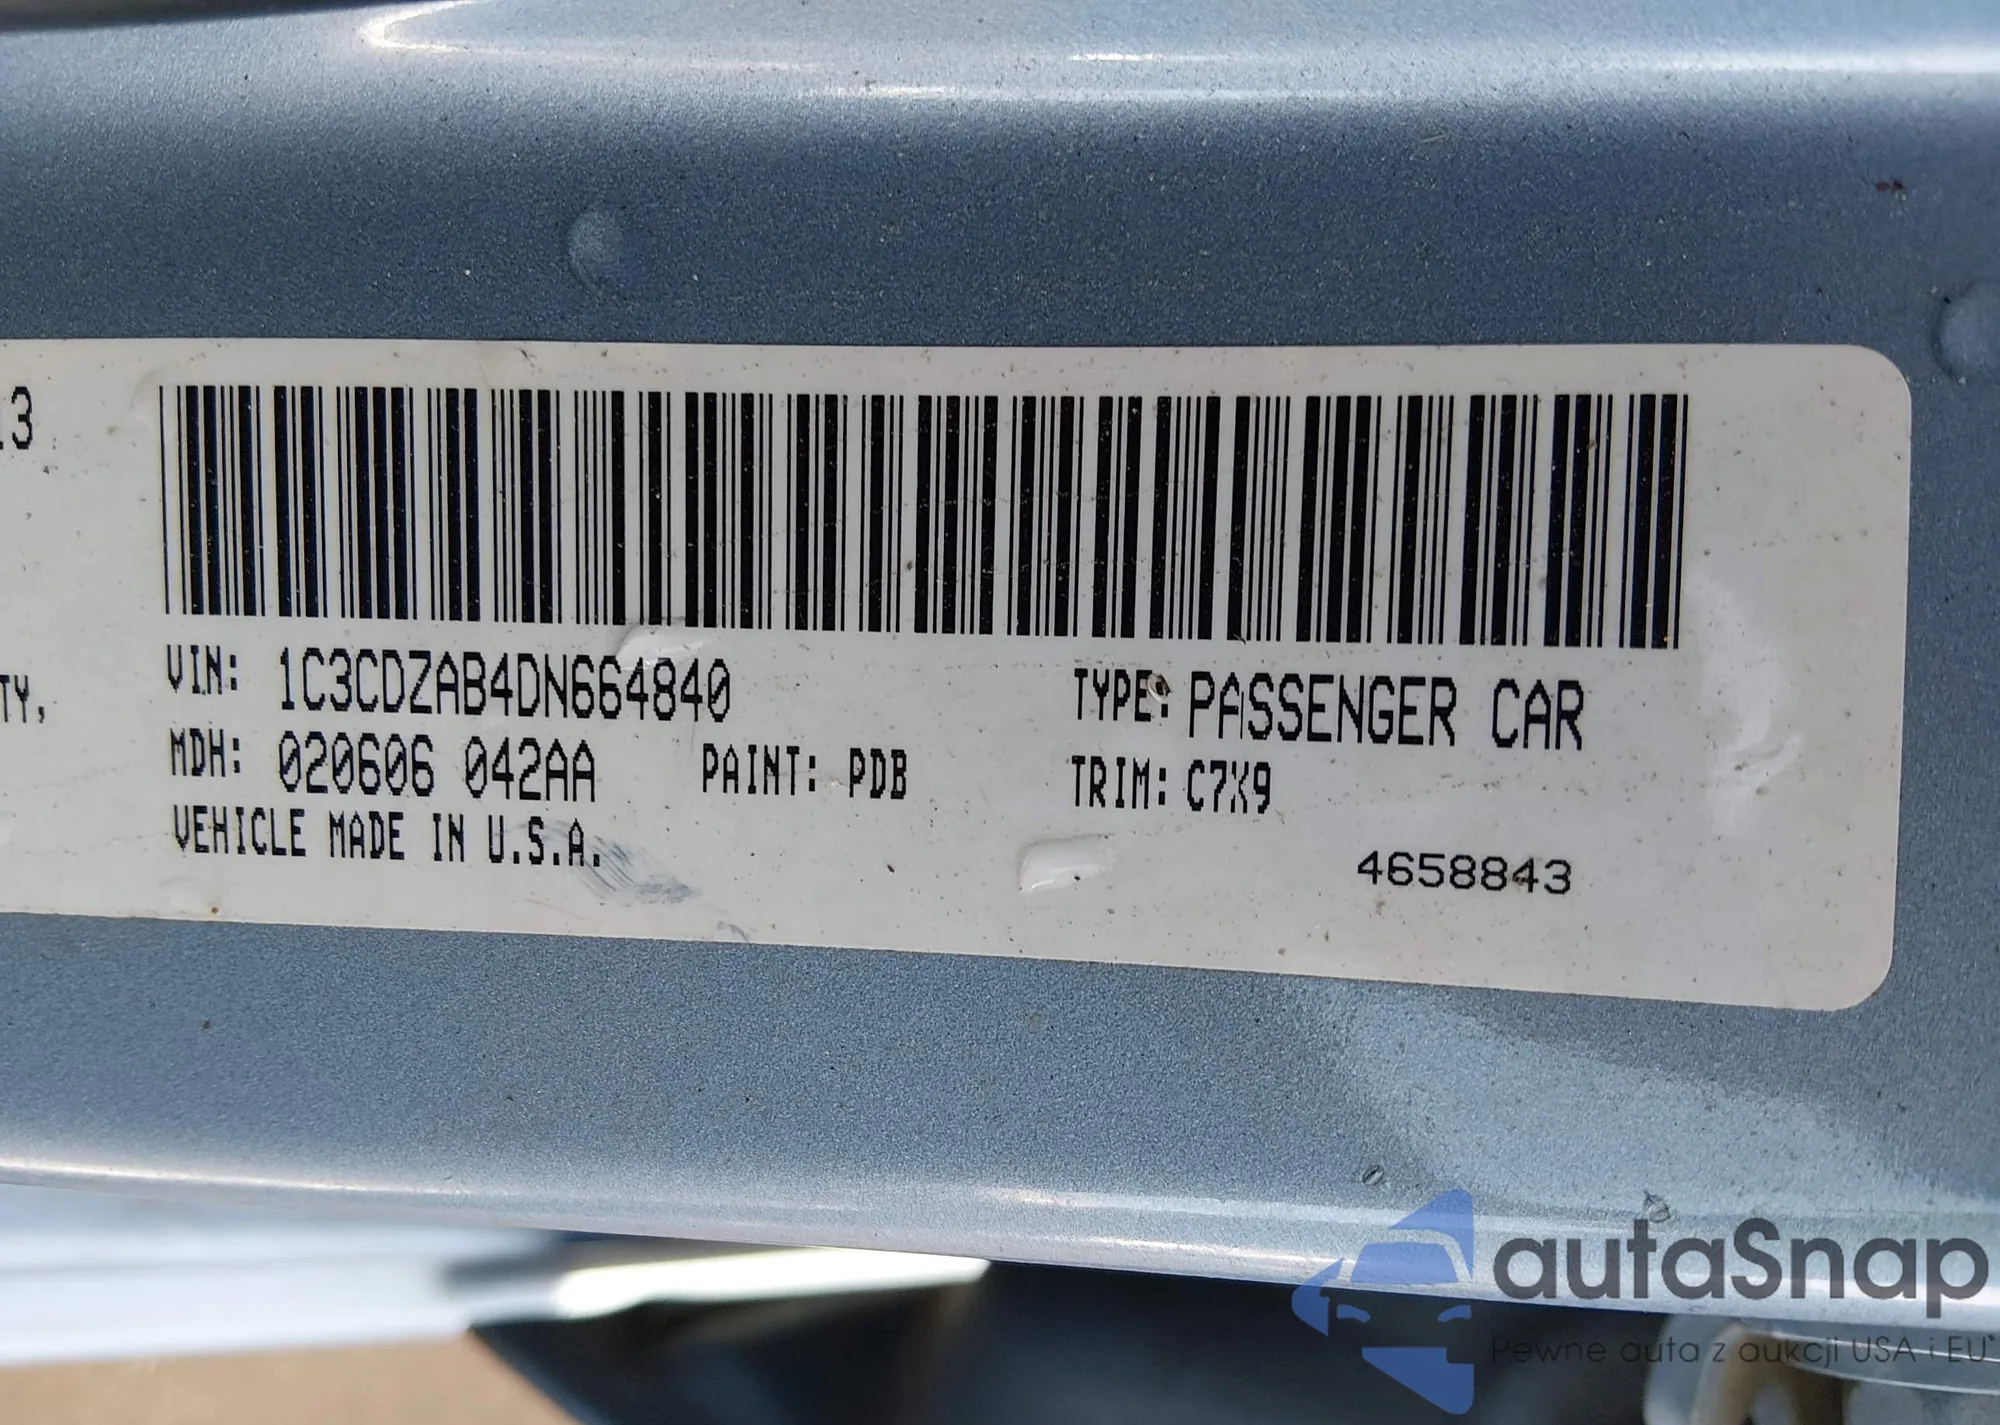 13
TY,
VIN: 1C3CDZAB4DN664840
TYPE: PASSENGER CAR
MDH: 020606 042AA
PAINT: PDB
TRIM: C7X9
VEHICLE MADE IN U.S.A.
4658843
autaSnap
Pewne auta z aukcji USA i EU